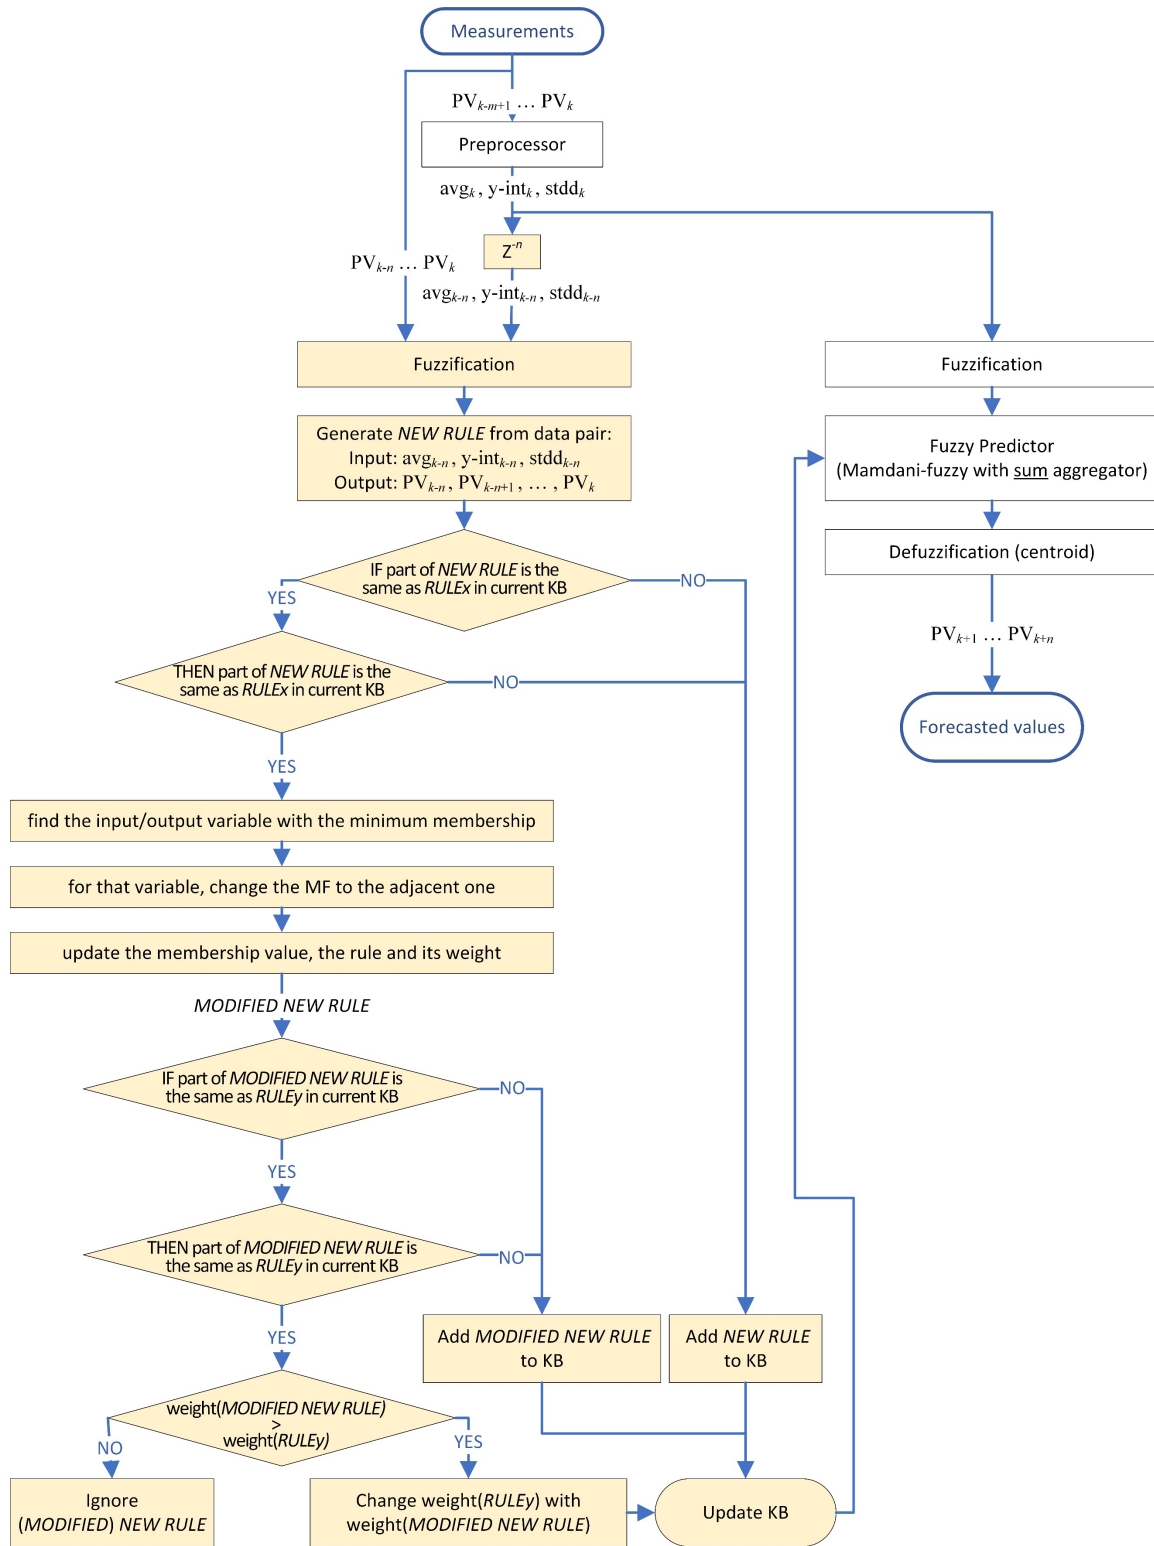 Measurements
PVk-m+1 … PVk
Preprocessor
avgk, y-intk, stddk
Z-n
PVk-n … PVk
avgk-n, y-intk-n, stddk-n
Fuzzification
Fuzzification
Generate NEW RULE from data pair:
Input: avgk-n, y-intk-n, stddk-n
Output: PVk-n, PVk-n+1, … , PVk
Fuzzy Predictor
(Mamdani-fuzzy with sum aggregator)
Defuzzification (centroid)
IF part of NEW RULE is the
same as RULEx in current KB
NO
YES
PVk+1 … PVk+n
THEN part of NEW RULE is the
same as RULEx in current KB
NO
Forecasted values
YES
find the input/output variable with the minimum membership
for that variable, change the MF to the adjacent one
update the membership value, the rule and its weight
MODIFIED NEW RULE
IF part of MODIFIED NEW RULE is
the same as RULEy in current KB
NO
YES
THEN part of MODIFIED NEW RULE is
the same as RULEy in current KB
NO
YES
Add MODIFIED NEW RULE
to KB
Add NEW RULE
to KB
weight(MODIFIED NEW RULE)
>
weight(RULEy)
NO
YES
Ignore
(MODIFIED) NEW RULE
Change weight(RULEy) with
weight(MODIFIED NEW RULE)
Update KB